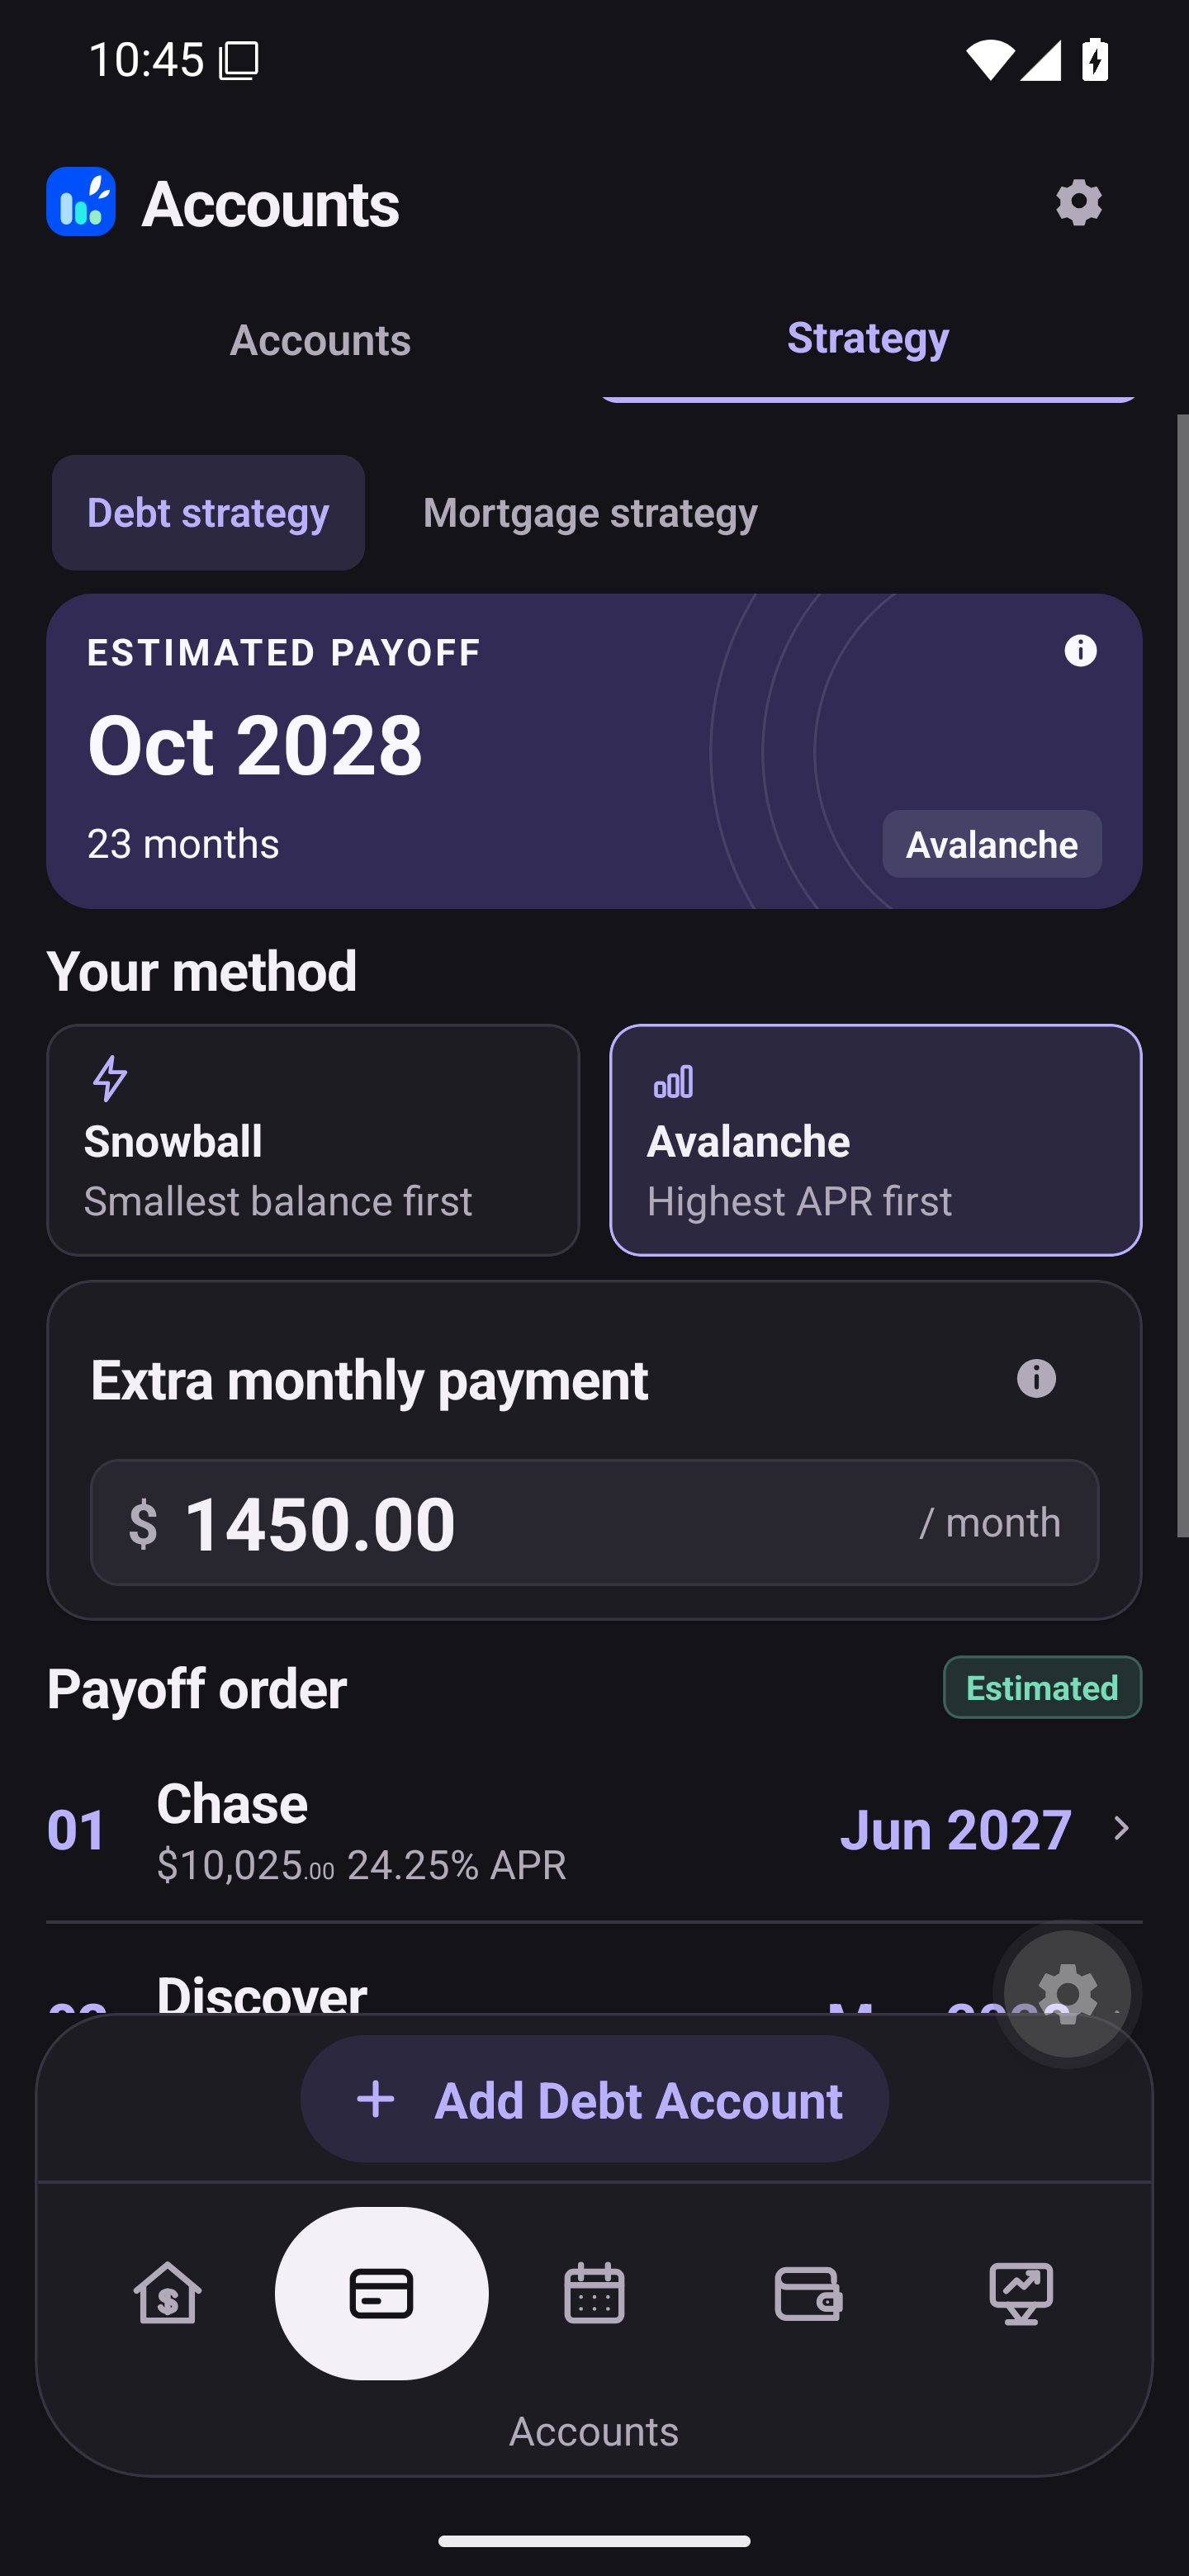 10:45
Accounts
Accounts
Strategy
Debt strategy
Mortgage strategy
ESTIMATED PAYOFF
Oct 2028
23 months
Avalanche
Your method
Snowball
Smallest balance first
Avalanche
Highest APR first
Extra monthly payment
$ 1450.00 / month
Payoff order
Estimated
01
Chase
$10,025.00 24.25% APR
Jun 2027
Discover
+ Add Debt Account
Accounts